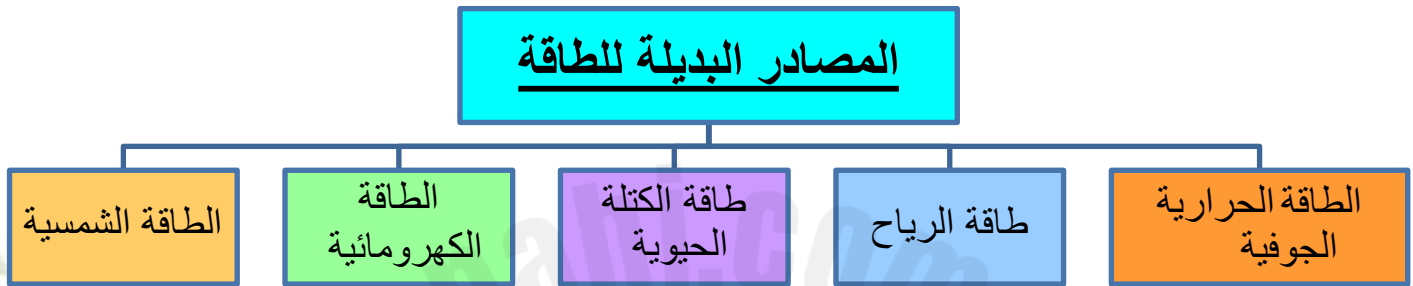 المصادر البديلة للطاقة
الطاقة الحرارية
الجوفية
طاقة الرياح
طاقة الكتلة
الحيوية
الطاقة
الكهرومائية
الطاقة الشمسية